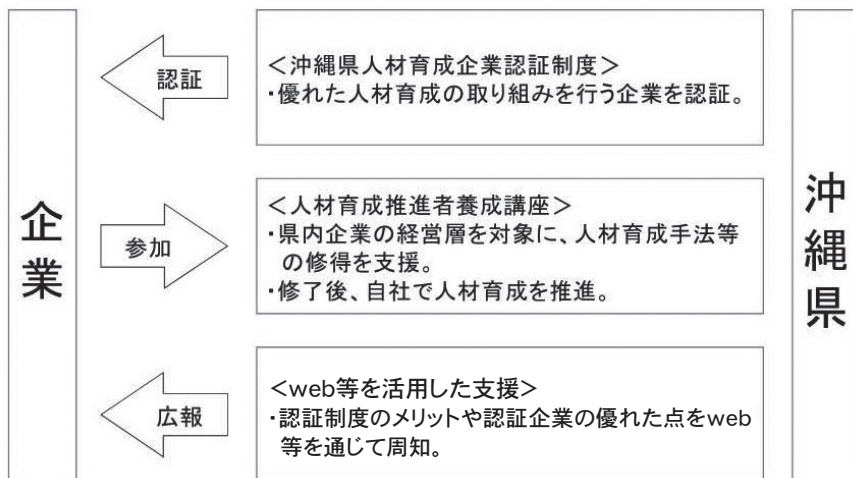 企業
認証
<沖縄県人材育成企業認証制度>
・優れた人材育成の取り組みを行う企業を認証。
参加
<人材育成推進者養成講座>
・県内企業の経営層を対象に、人材育成手法等
の修得を支援。
・修了後、自社で人材育成を推進。
広報
<web等を活用した支援>
・認証制度のメリットや認証企業の優れた点をweb
等を通じて周知。
沖縄県